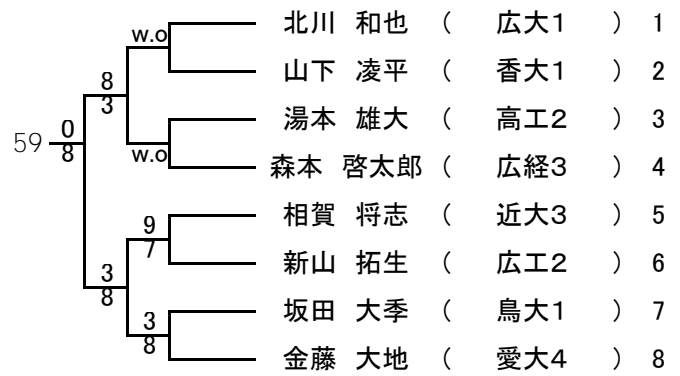 w.o 北川 和也 ( 広大1 ) 1
山下 凌平 ( 香大1 ) 2
8
3
湯本 雄大 ( 高工2 ) 3
59 0
8
w.o 森本 啓太郎 ( 広経3 ) 4
相賀 将志 ( 近大3 ) 5
9
7
新山 拓生 ( 広工2 ) 6
3
8
坂田 大季 ( 鳥大1 ) 7
3
8
金藤 大地 ( 愛大4 ) 8